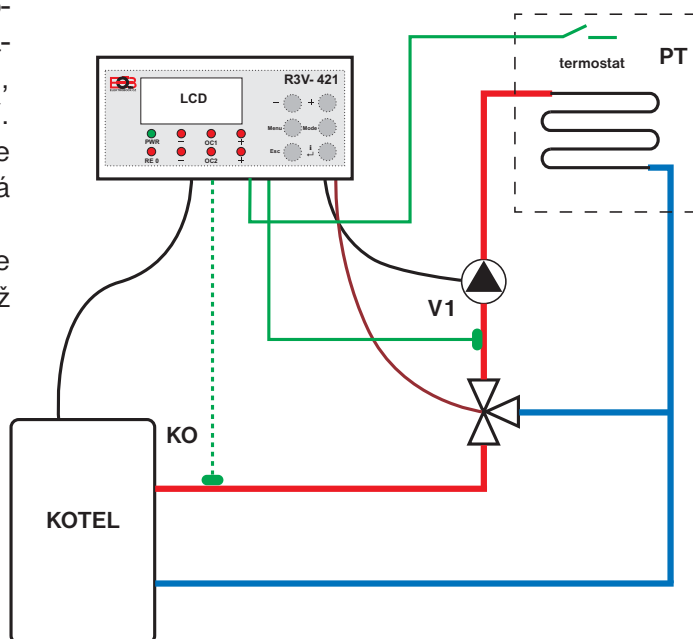 -
-
,
.
e
á
e
ž
R3V- 421
LCD
− +
PWR − OC1 +
Menu Mode
RE 0 − OC2 +
Esc i
termostat
PT
V1
KO
KOTEL